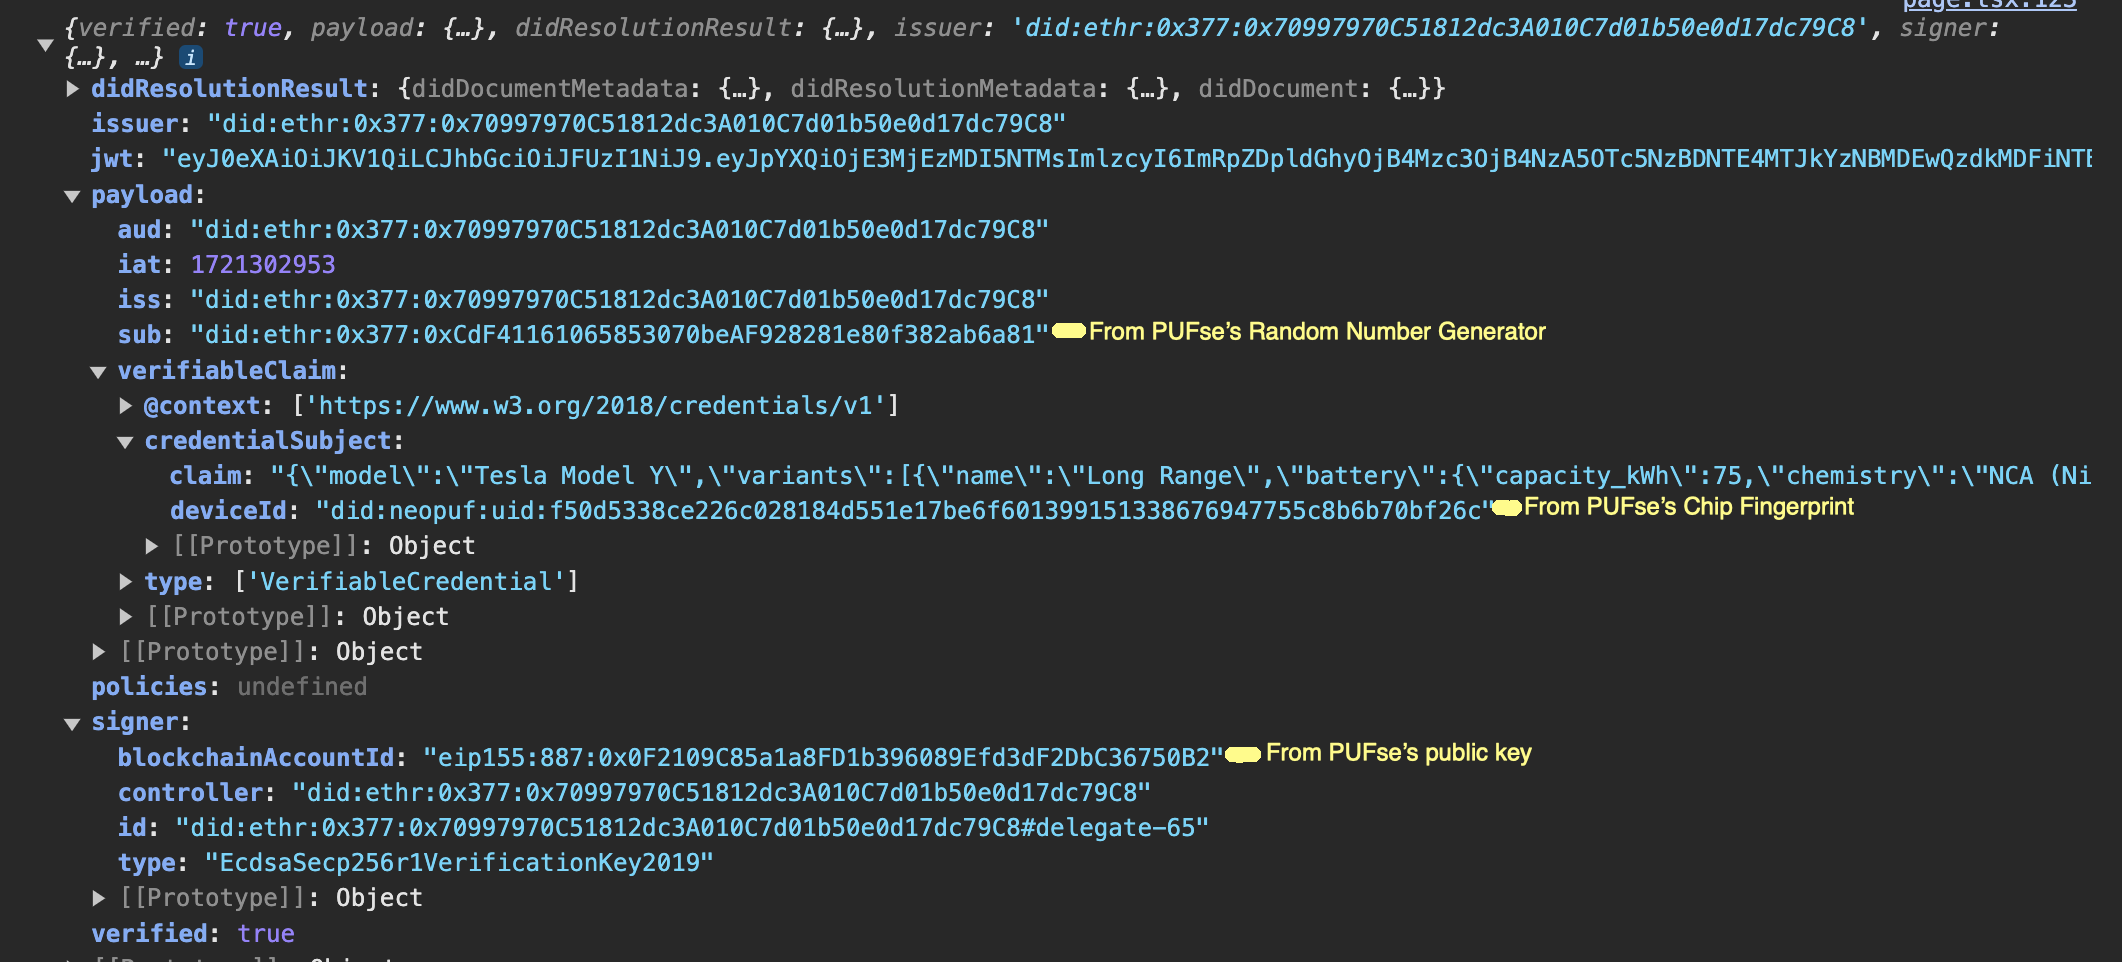 page.tsx:123
{verified: true, payload: {…}, didResolutionResult: {…}, issuer: 'did:ethr:0x377:0x70997970C51812dc3A010C7d01b50e0d17dc79C8', signer:
{…}, …} i
didResolutionResult: {didDocumentMetadata: {…}, didResolutionMetadata: {…}, didDocument: {…}}
issuer: "did:ethr:0x377:0x70997970C51812dc3A010C7d01b50e0d17dc79C8"
jwt: "eyJ0eXAiOiJKV1QiLCJhbGciOiJFUzI1NiJ9.eyJpYXQiOjE3MjEzMDI5NTMsImlzcyI6ImRpZDpldGhyOjB4Mzc3OjB4NzA5OTc5NzBDNTE4MTJkYzNBMDEwQzdkMDFiNTE
payload:
aud: "did:ethr:0x377:0x70997970C51812dc3A010C7d01b50e0d17dc79C8"
iat: 1721302953
iss: "did:ethr:0x377:0x70997970C51812dc3A010C7d01b50e0d17dc79C8"
sub: "did:ethr:0x377:0xCdF41161065853070beAF928281e80f382ab6a81" From PUFse’s Random Number Generator
verifiableClaim:
@context: ['https://www.w3.org/2018/credentials/v1']
credentialSubject:
claim: "{\"model\":\"Tesla Model Y\",\"variants\":[{\"name\":\"Long Range\",\"battery\":{\"capacity_kWh\":75,\"chemistry\":\"NCA (Ni
deviceId: "did:neopuf:uid:f50d5338ce226c028184d551e17be6f601399151338676947755c8b6b70bf26c" From PUFse’s Chip Fingerprint
[[Prototype]]: Object
type: ['VerifiableCredential']
[[Prototype]]: Object
[[Prototype]]: Object
policies: undefined
signer:
blockchainAccountId: "eip155:887:0x0F2109C85a1a8FD1b396089Efd3dF2DbC36750B2" From PUFse’s public key
controller: "did:ethr:0x377:0x70997970C51812dc3A010C7d01b50e0d17dc79C8"
id: "did:ethr:0x377:0x70997970C51812dc3A010C7d01b50e0d17dc79C8#delegate-65"
type: "EcdsaSecp256r1VerificationKey2019"
[[Prototype]]: Object
verified: true
[[Prototype]]: Object